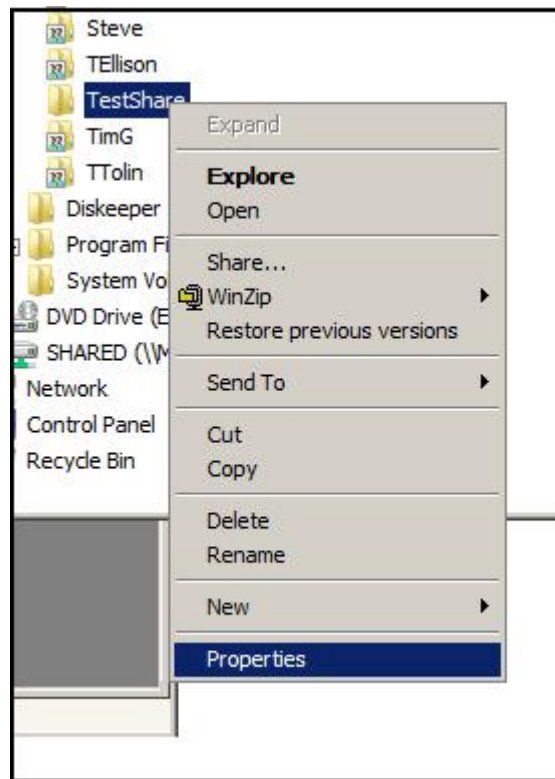 Steve
TEllison
TestShare
TimG
TTolin
Diskeeper
Program Fi
System Vo
DVD Drive (E
SHARED (\\M
Network
Control Panel
Recycle Bin
Expand
Explore
Open
Share...
WinZip
Restore previous versions
Send To
Cut
Copy
Delete
Rename
New
Properties